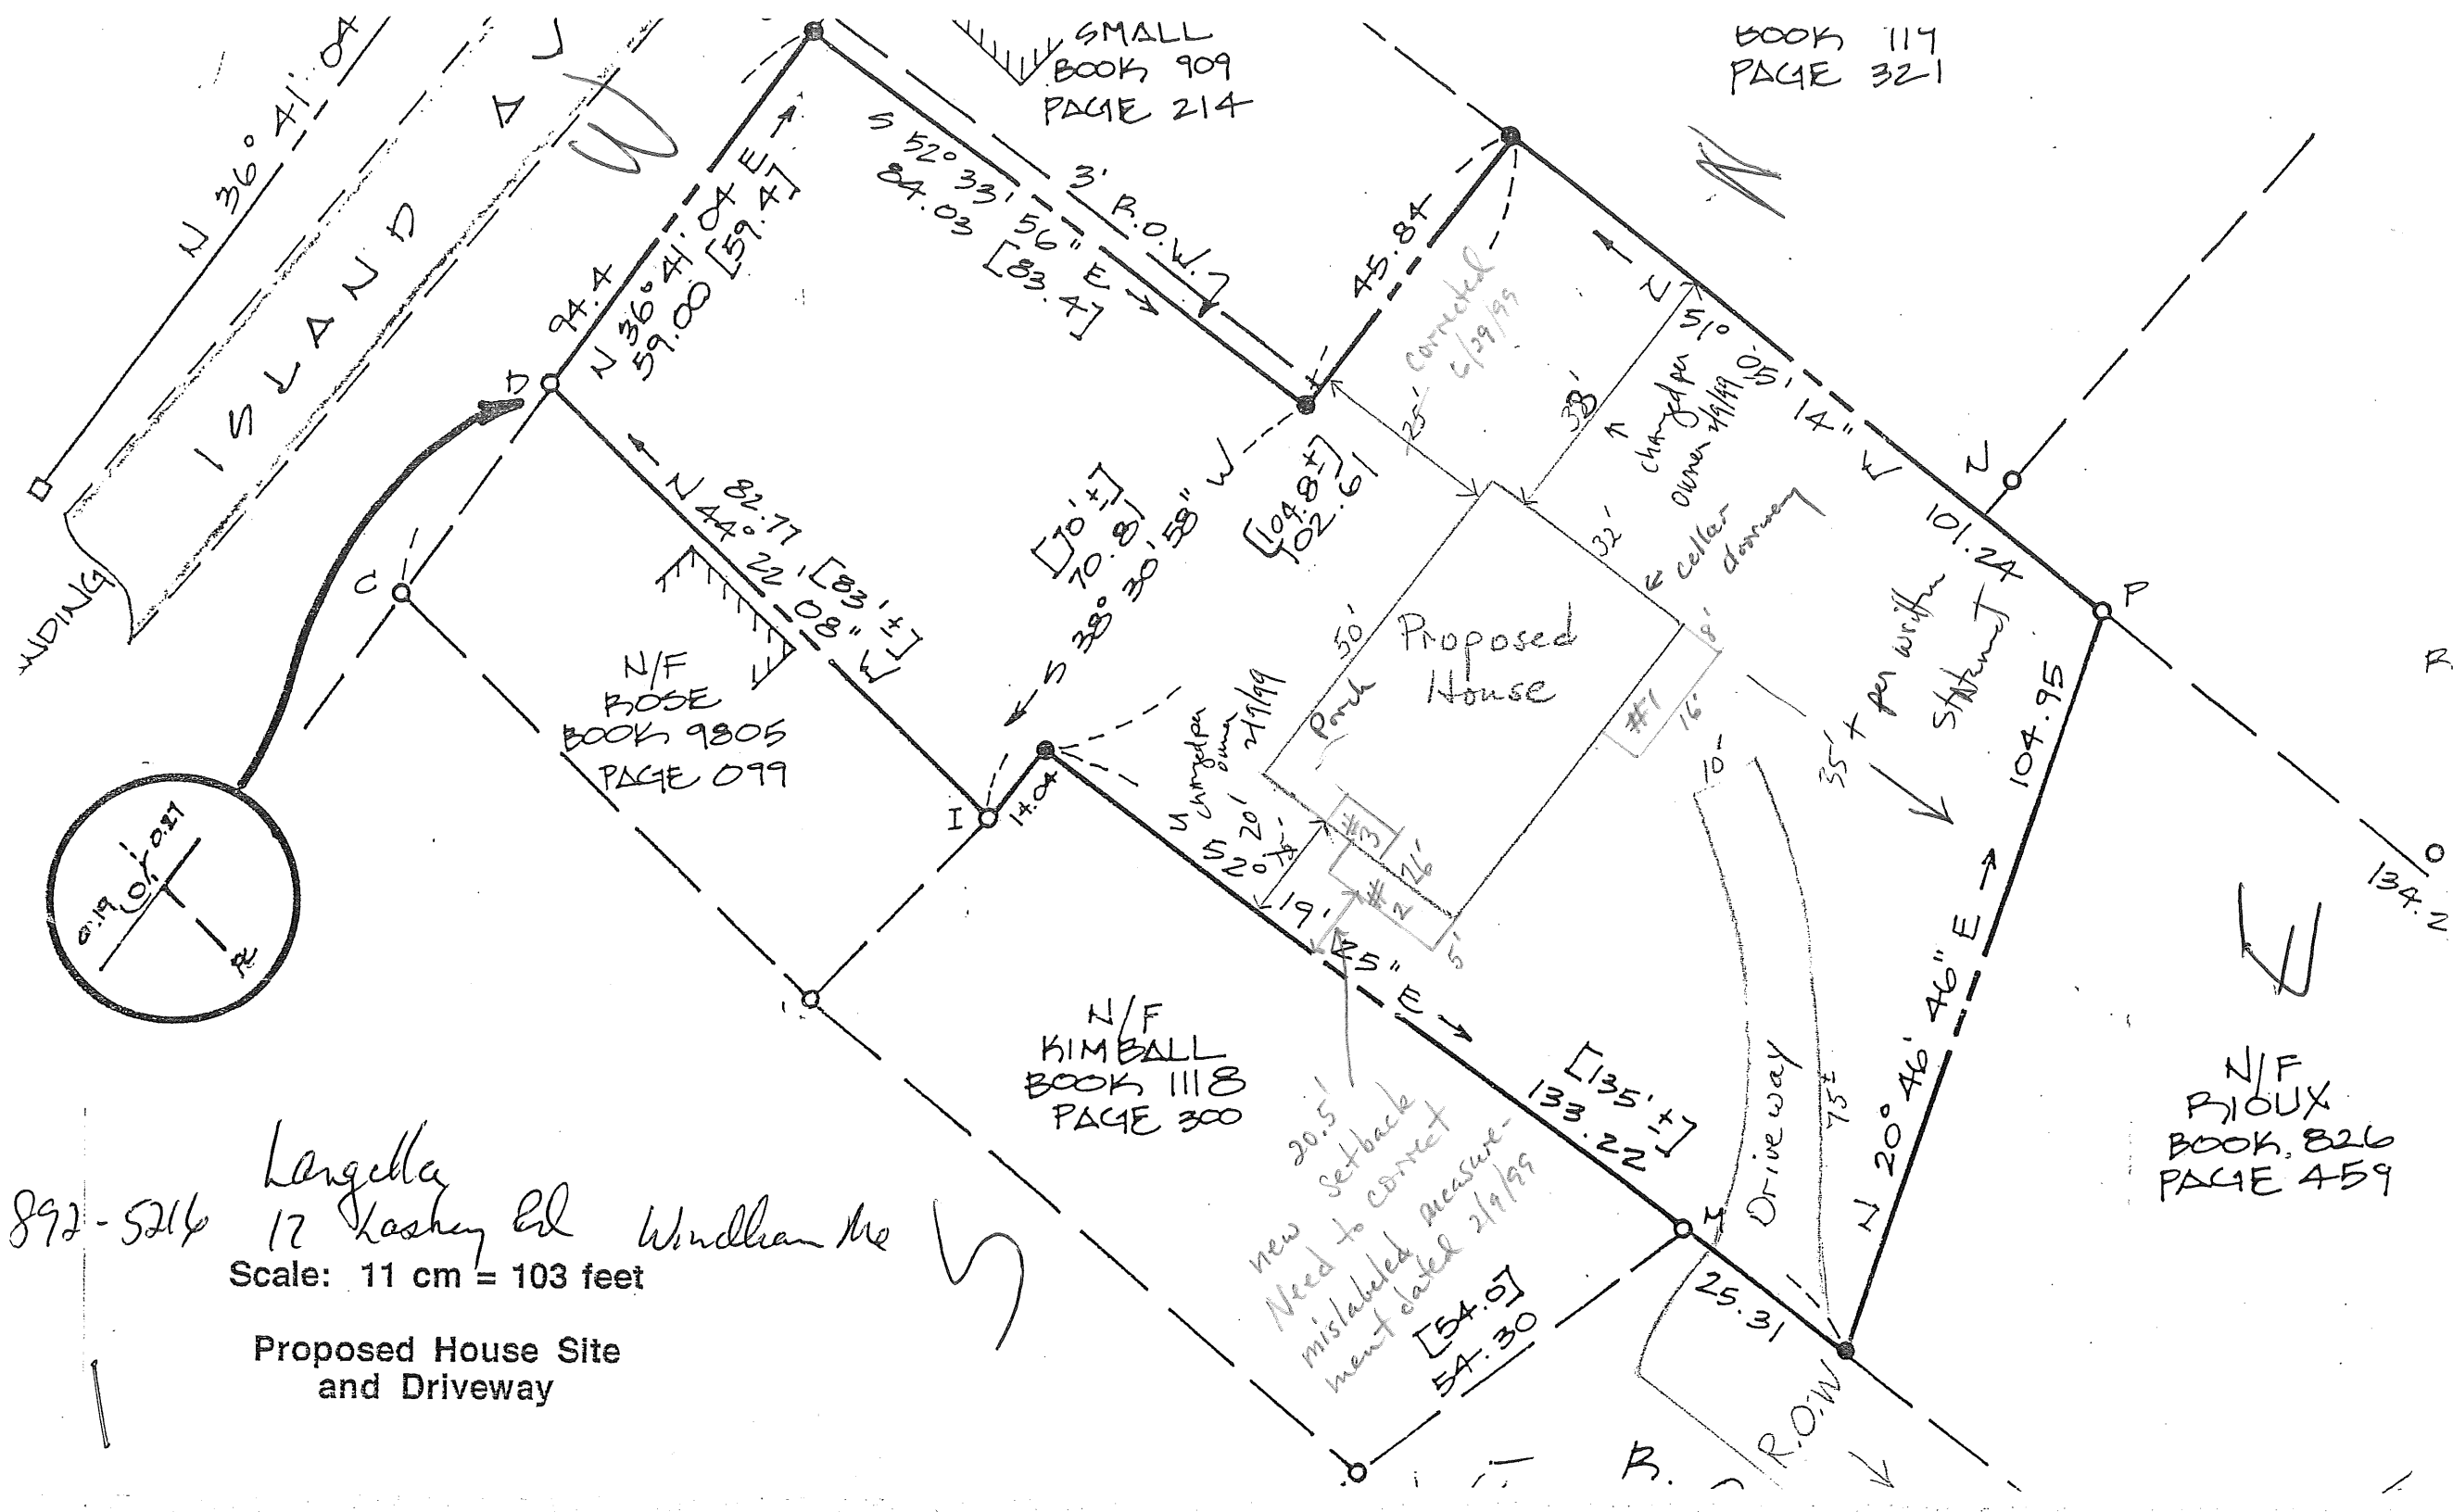 SMALL
BOOK 909
PAGE 214
BOOK 114
PAGE 321
N 36° 41' 04
ISLAND
W
N
S 52° 33' 56" E
84.03 [83.4]
3' R.O.W.
94.4
N 36° 41' 04 E
59.00 [59.4]
45.84
corrected
6/29/99
25'
38'
changed per
owner 2/9/99
N 51° 05' 14" W
101.24
P
D
C
82.77 [83'±]
N 44° 22' 08" W
[70'±]
70.8
S 38° 30' 58" W
[104.8±]
102.61
32'
cellar
doorway
50'
Proposed
House
Porch
8'
#1
16'
35'+ per written
Statement
N/F
ROSE
BOOK 9805
PAGE 099
I
14.04
changed per
owner 2/9/99
20'
19'
#3
#2
26'
5'
10'
104.95
N 20° 46' 46" E
134.2
E
0.27
0.19
PL
N/F
KIMBALL
BOOK 1118
PAGE 300
[135'±]
133.22
Driveway
75±
N/F
RIOUX
BOOK 826
PAGE 459
new 20.5'
setback
Need to correct
mislabeled measure-
ment dated 2/9/99
M
25.31
[54.0]
54.30
R.O.W
R.
Langella
892-5216 17 Lashey Rd Windham Me
S
Scale: 11 cm = 103 feet
Proposed House Site
and Driveway